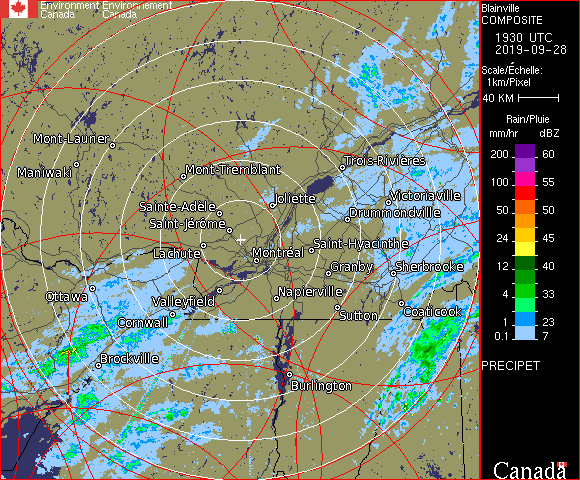 Environment Environnement
Canada Canada
Blainville
COMPOSITE
1930 UTC
2019-09-28
Scale/Échelle:
1km/Pixel
40 KM
Rain/Pluie
mm/hr dBZ
200 60
100 55
50 50
24 45
12 40
4 33
1 23
0.1 7
PRECIPET
Mont-Laurier
Maniwaki
Mont-Tremblant
Trois-Rivières
Joliette
Victoriaville
Sainte-Adele
Drummondville
Saint-Jérôme
Saint-Hyacinthe
Lachute
Montréal
Granby
Sherbrooke
Ottawa
Valleyfield
Napierville
Coaticook
Cornwall
Sutton
Brockville
Burlington
Canada